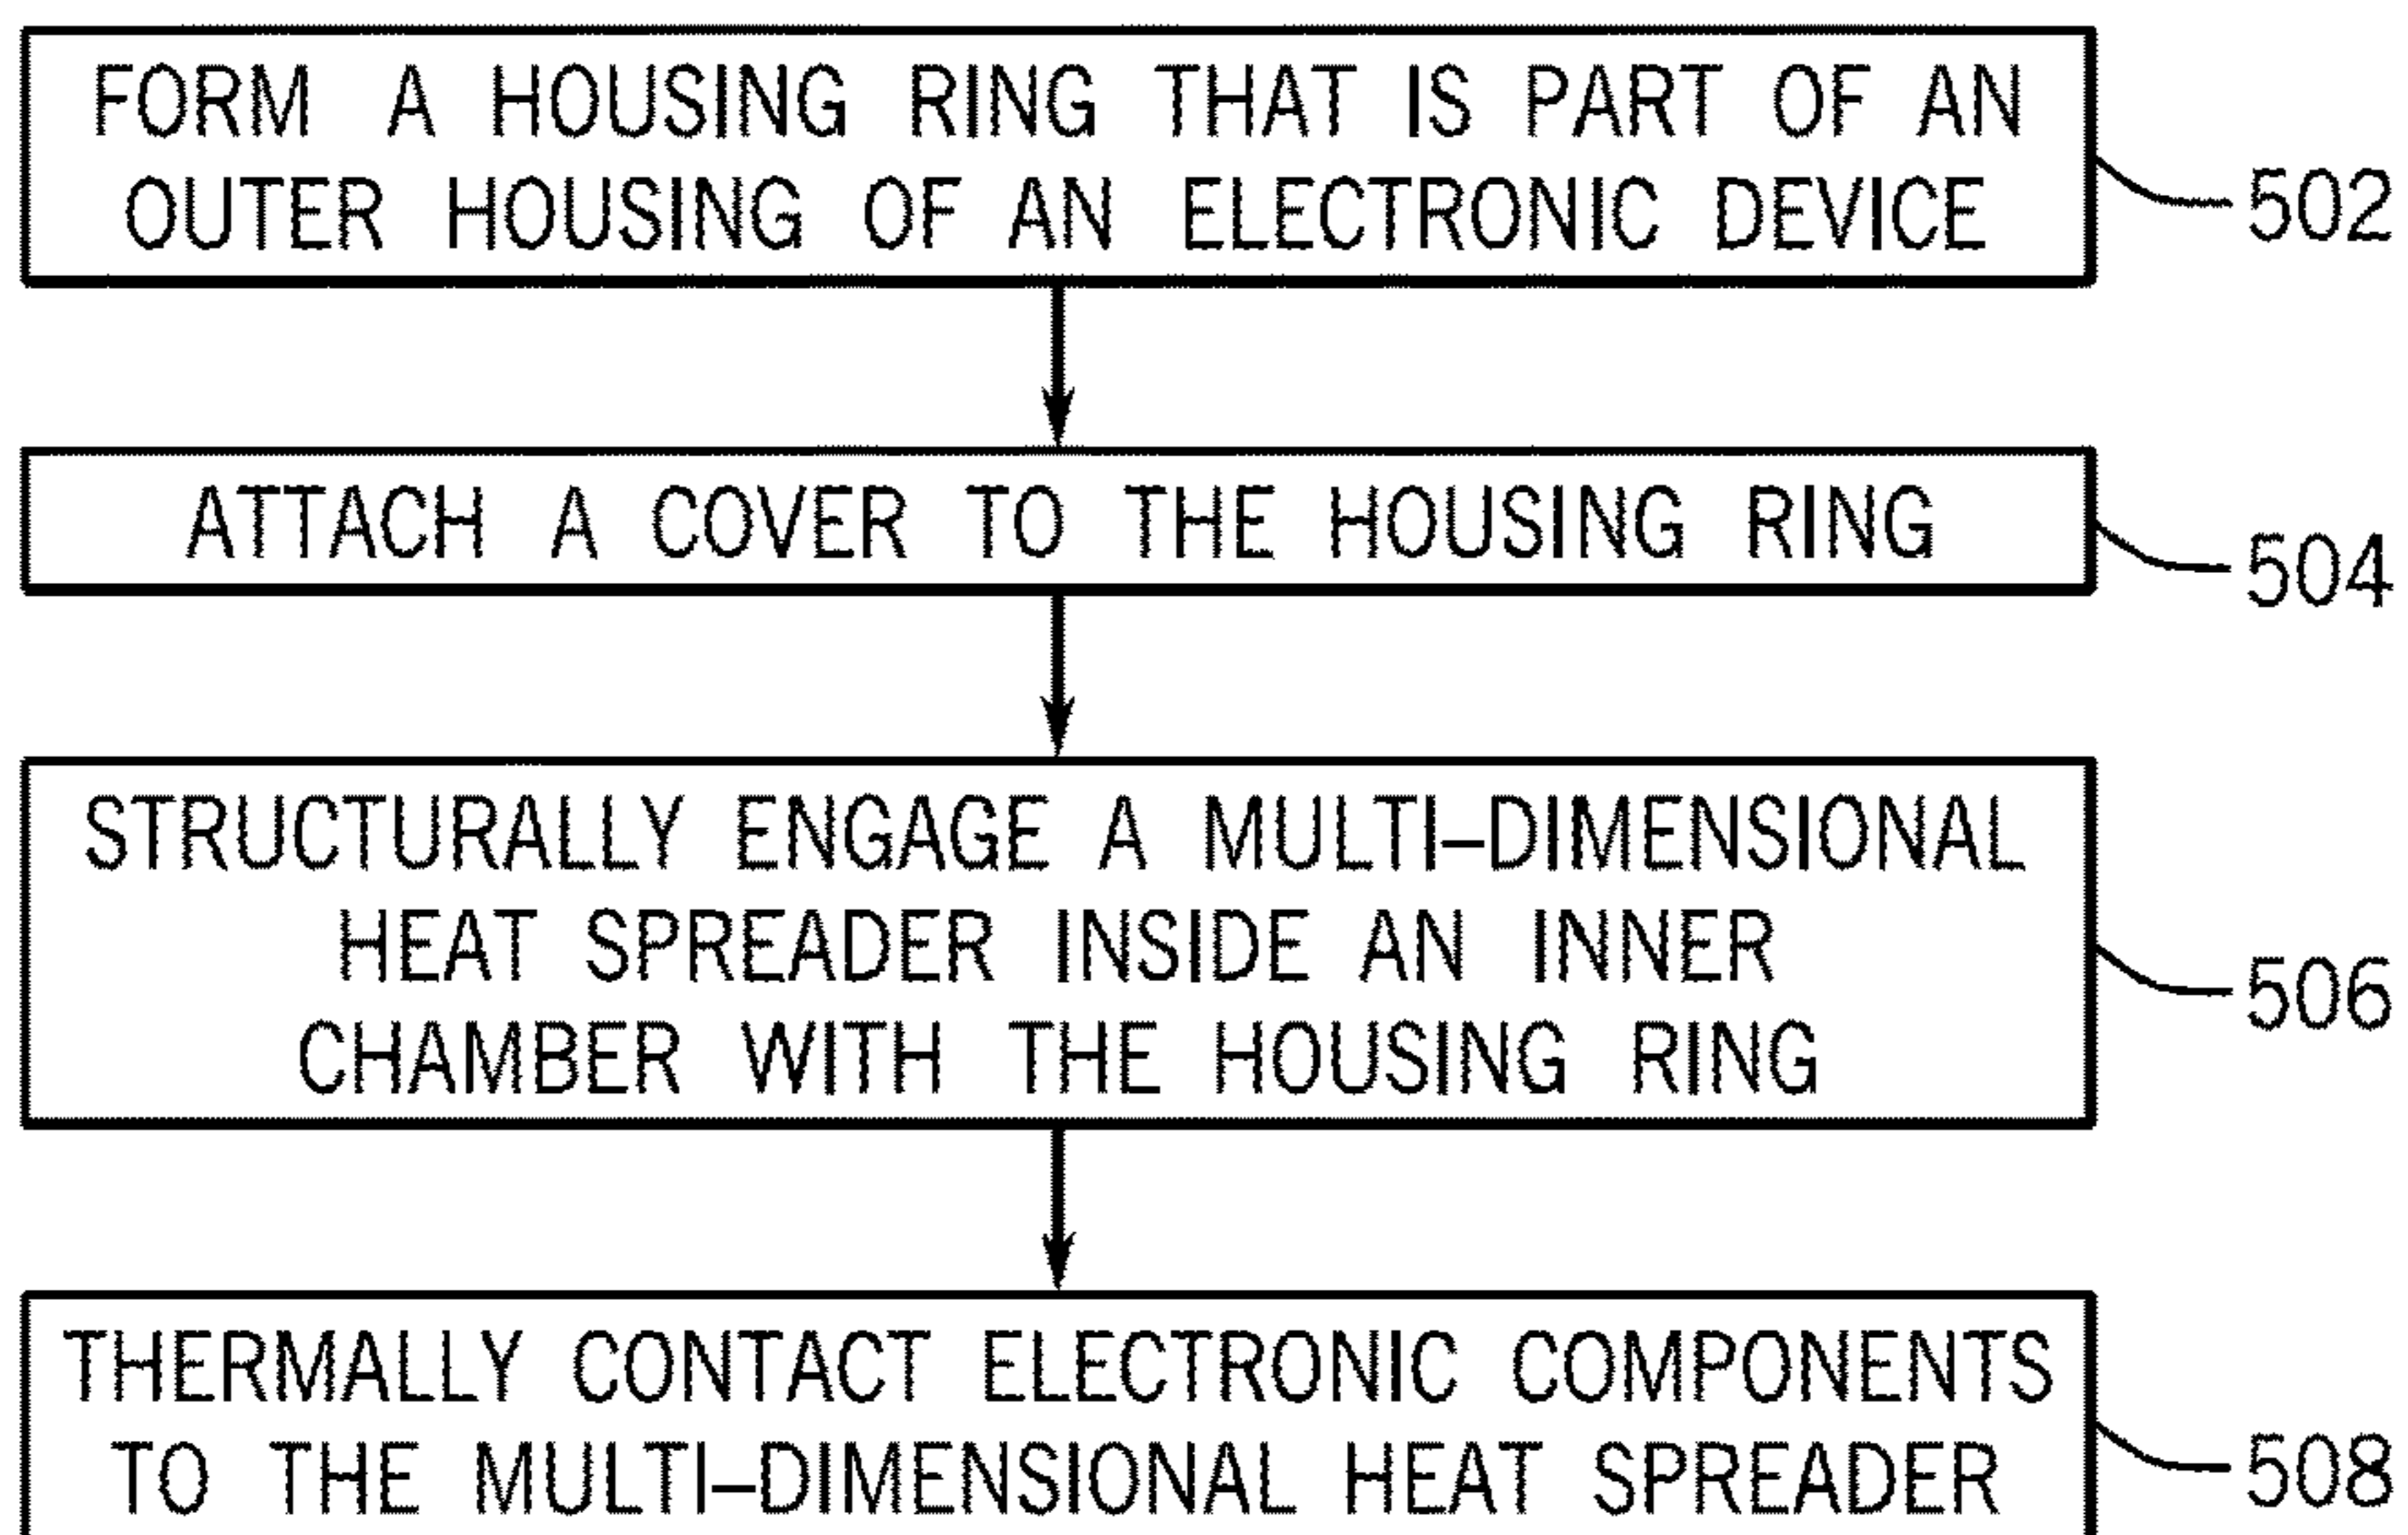 FORM A HOUSING RING THAT IS PART OF AN
OUTER HOUSING OF AN ELECTRONIC DEVICE
502
ATTACH A COVER TO THE HOUSING RING
504
STRUCTURALLY ENGAGE A MULTI–DIMENSIONAL
HEAT SPREADER INSIDE AN INNER
CHAMBER WITH THE HOUSING RING
506
THERMALLY CONTACT ELECTRONIC COMPONENTS
TO THE MULTI–DIMENSIONAL HEAT SPREADER
508